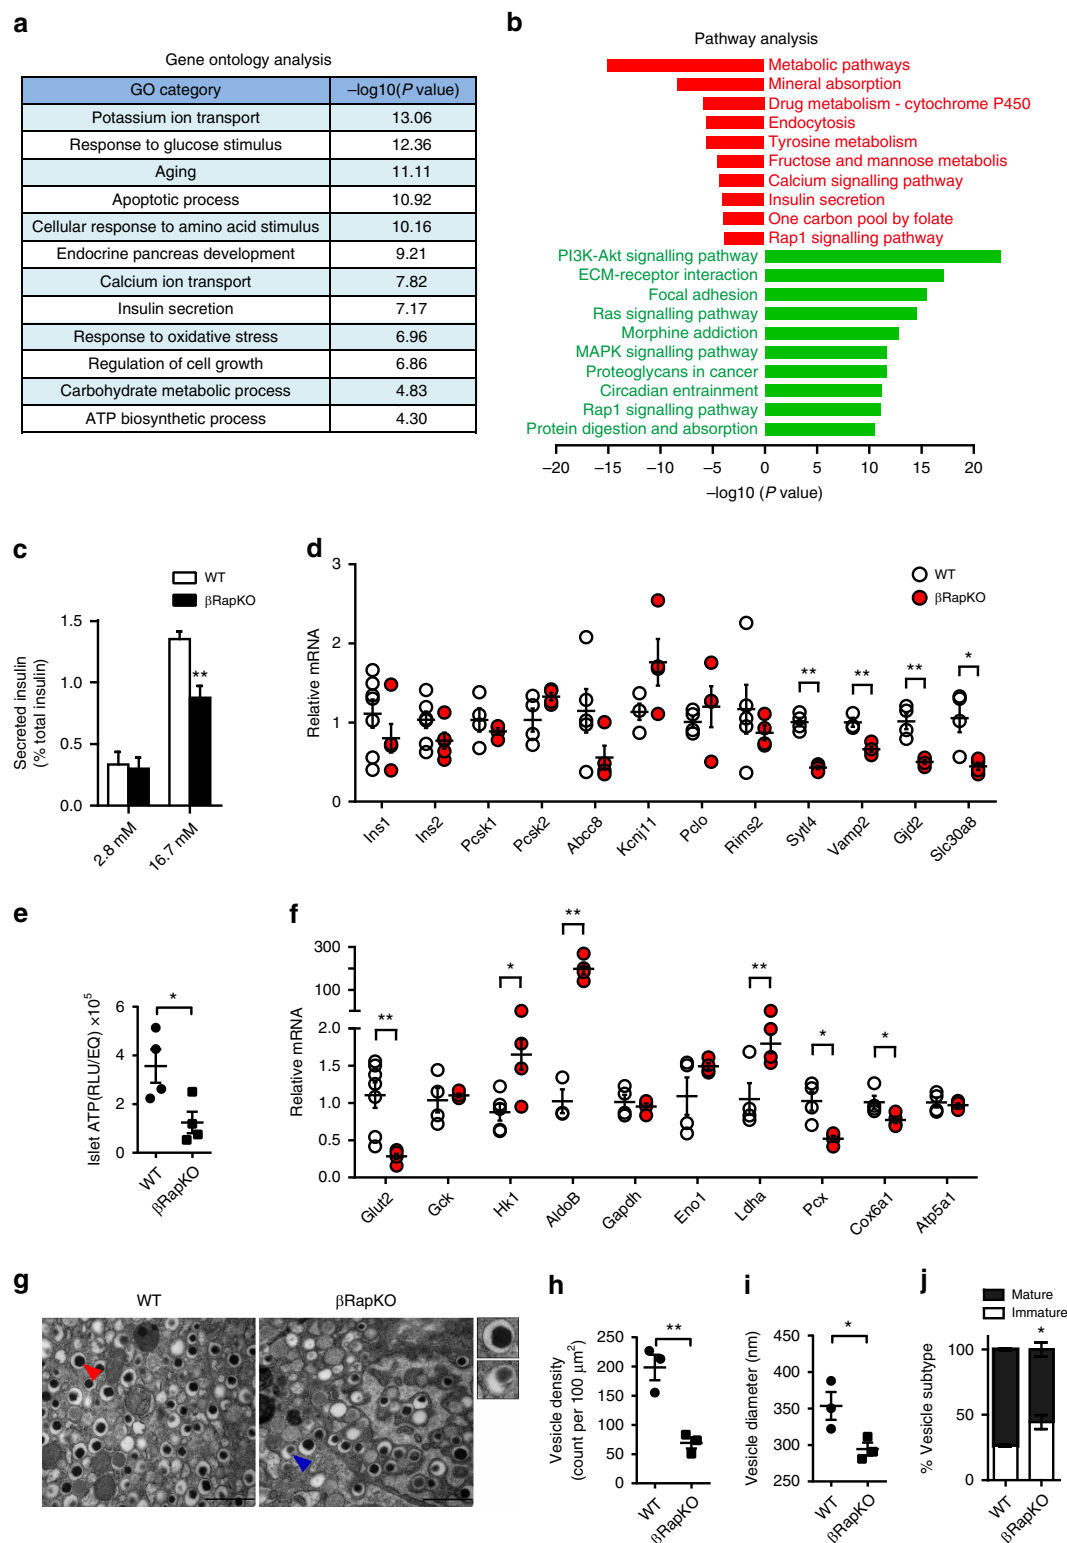 a
Gene ontology analysis
GO category –log10(P value)
Potassium ion transport 13.06
Response to glucose stimulus 12.36
Aging 11.11
Apoptotic process 10.92
Cellular response to amino acid stimulus 10.16
Endocrine pancreas development 9.21
Calcium ion transport 7.82
Insulin secretion 7.17
Response to oxidative stress 6.96
Regulation of cell growth 6.86
Carbohydrate metabolic process 4.83
ATP biosynthetic process 4.30
b
Pathway analysis
Metabolic pathways
Mineral absorption
Drug metabolism - cytochrome P450
Endocytosis
Tyrosine metabolism
Fructose and mannose metabolis
Calcium signalling pathway
Insulin secretion
One carbon pool by folate
Rap1 signalling pathway
PI3K-Akt signalling pathway
ECM-receptor interaction
Focal adhesion
Ras signalling pathway
Morphine addiction
MAPK signalling pathway
Proteoglycans in cancer
Circadian entrainment
Rap1 signalling pathway
Protein digestion and absorption
–20 –15 –10 –5 0 5 10 15 20
–log10 (P value)
c
WT
βRapKO
Secreted insulin
(% total insulin)
1.5
1.0
0.5
0.0
**
2.8 mM
16.7 mM
d
WT
βRapKO
Relative mRNA
3
2
1
0
** ** ** *
Ins1 Ins2 Pcsk1 Pcsk2 Abcc8 Kcnj11 Pclo Rims2 Sytl4 Vamp2 Gjd2 Slc30a8
e
Islet ATP(RLU/EQ) ×10⁵
6
4
2
0
*
WT
βRapKO
f
Relative mRNA
300
100
2.0
1.5
1.0
0.5
0.0
** * ** ** * *
Glut2 Gck Hk1 AldoB Gapdh Eno1 Ldha Pcx Cox6a1 Atp5a1
g
WT
βRapKO
h
Vesicle density
(count per 100 μm²)
250
200
150
100
50
0
**
WT
βRapKO
i
Vesicle diameter (nm)
450
400
350
300
250
*
WT
βRapKO
j
Mature
Immature
% Vesicle subtype
100
50
0
*
WT
βRapKO